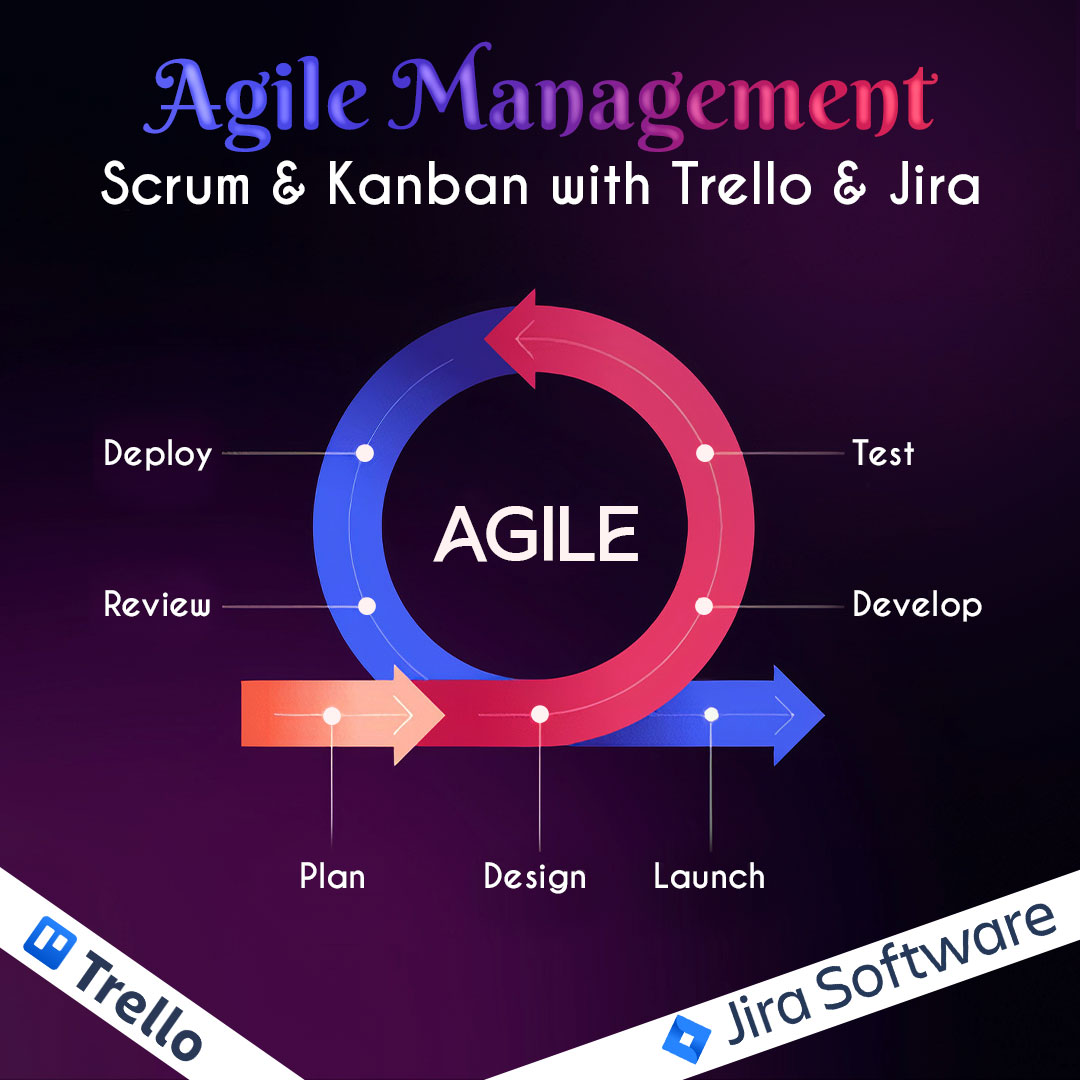 Agile Management
Scrum & Kanban with Trello & Jira
Deploy
Test
AGILE
Review
Develop
Plan
Design
Launch
Trello
Jira Software